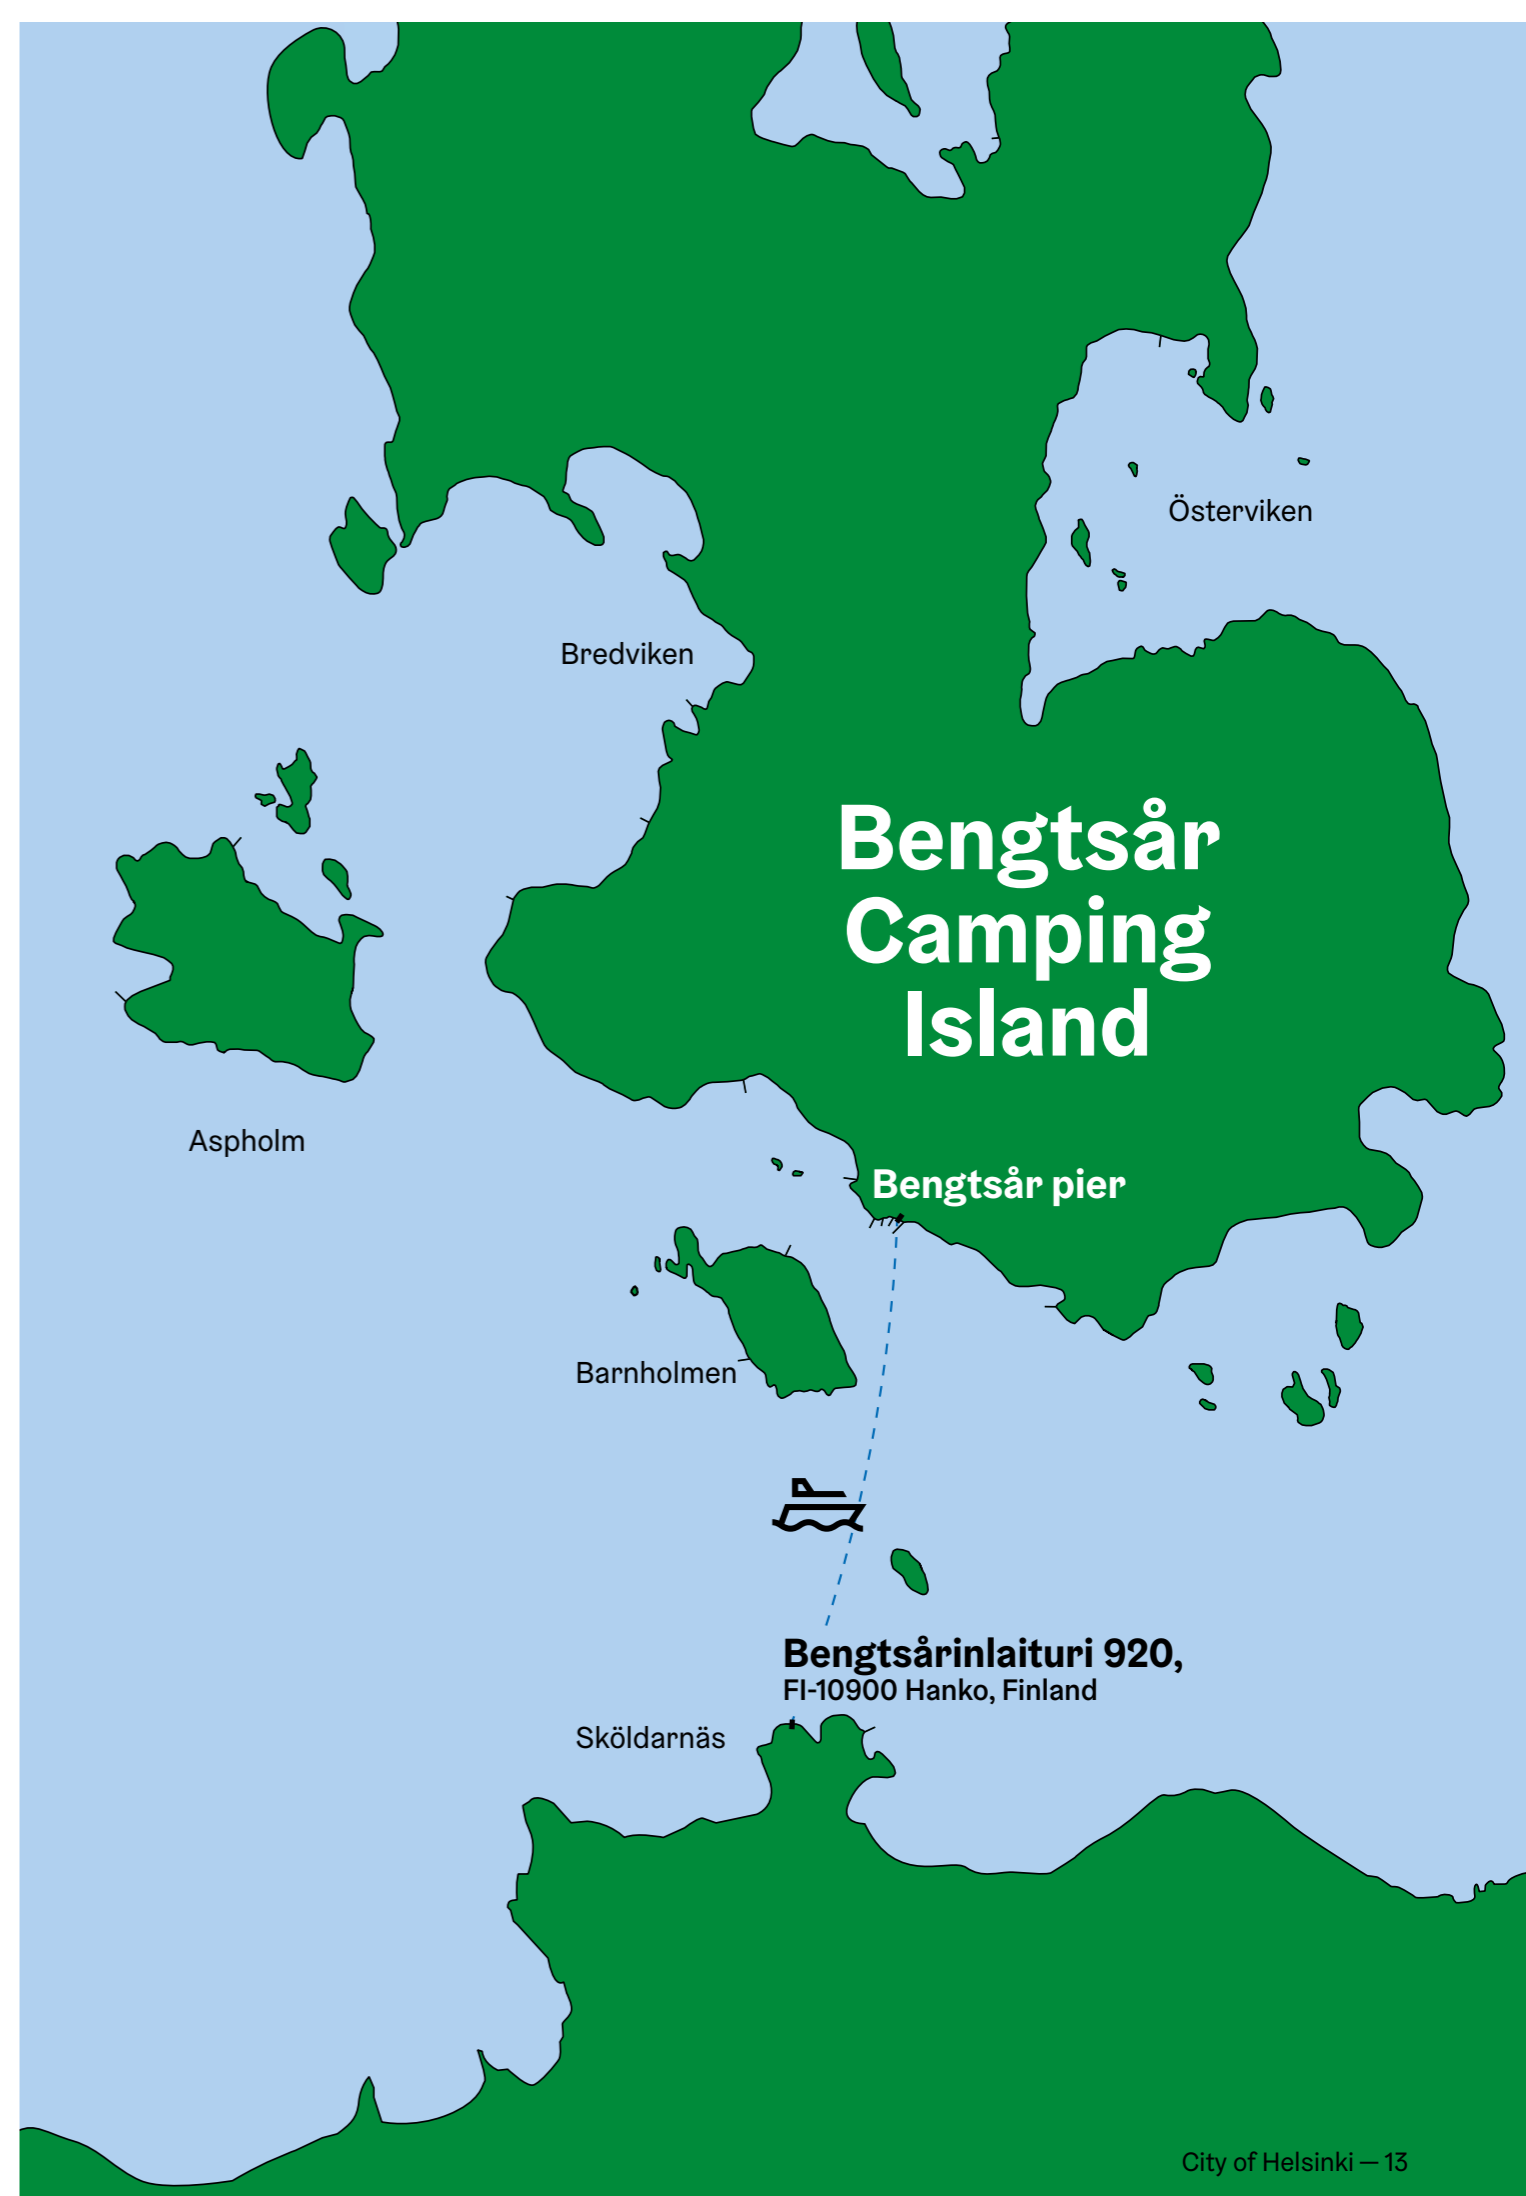 Österviken
Bredviken
Bengtsår
Camping
Island
Aspholm
Bengtsår pier
Barnholmen
Bengtsårinlaituri 920,
FI-10900 Hanko, Finland
Sköldarnäs
City of Helsinki — 13